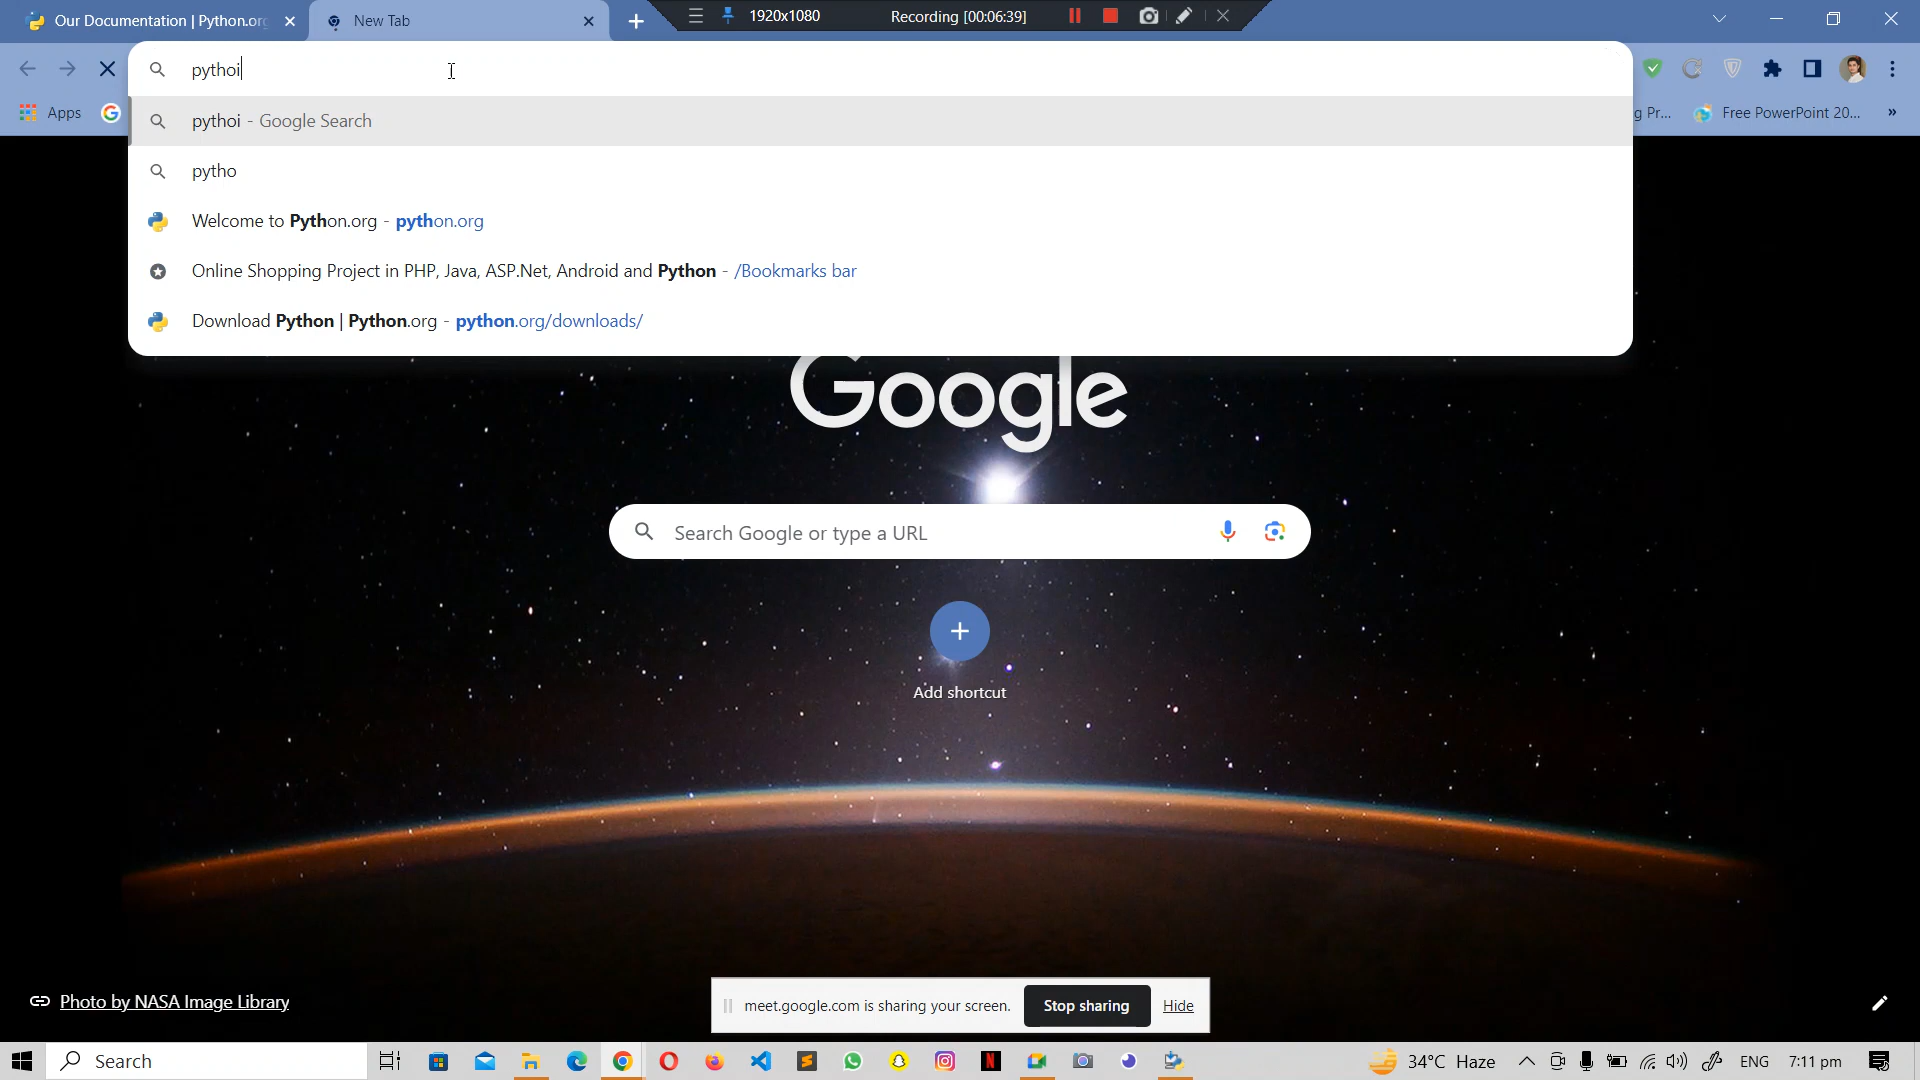 Our Documentation | Python.or
New Tab
1920x1080
Recording [00:06:39]
pythoi
Apps
g Pr...
Free PowerPoint 20...
»
pythoi - Google Search
pytho
Welcome to Python.org - python.org
Online Shopping Project in PHP, Java, ASP.Net, Android and Python - /Bookmarks bar
Download Python | Python.org - python.org/downloads/
Google
Search Google or type a URL
Add shortcut
Photo by NASA Image Library
meet.google.com is sharing your screen.
Stop sharing
Hide
Search
34°C Haze
ENG
7:11 pm